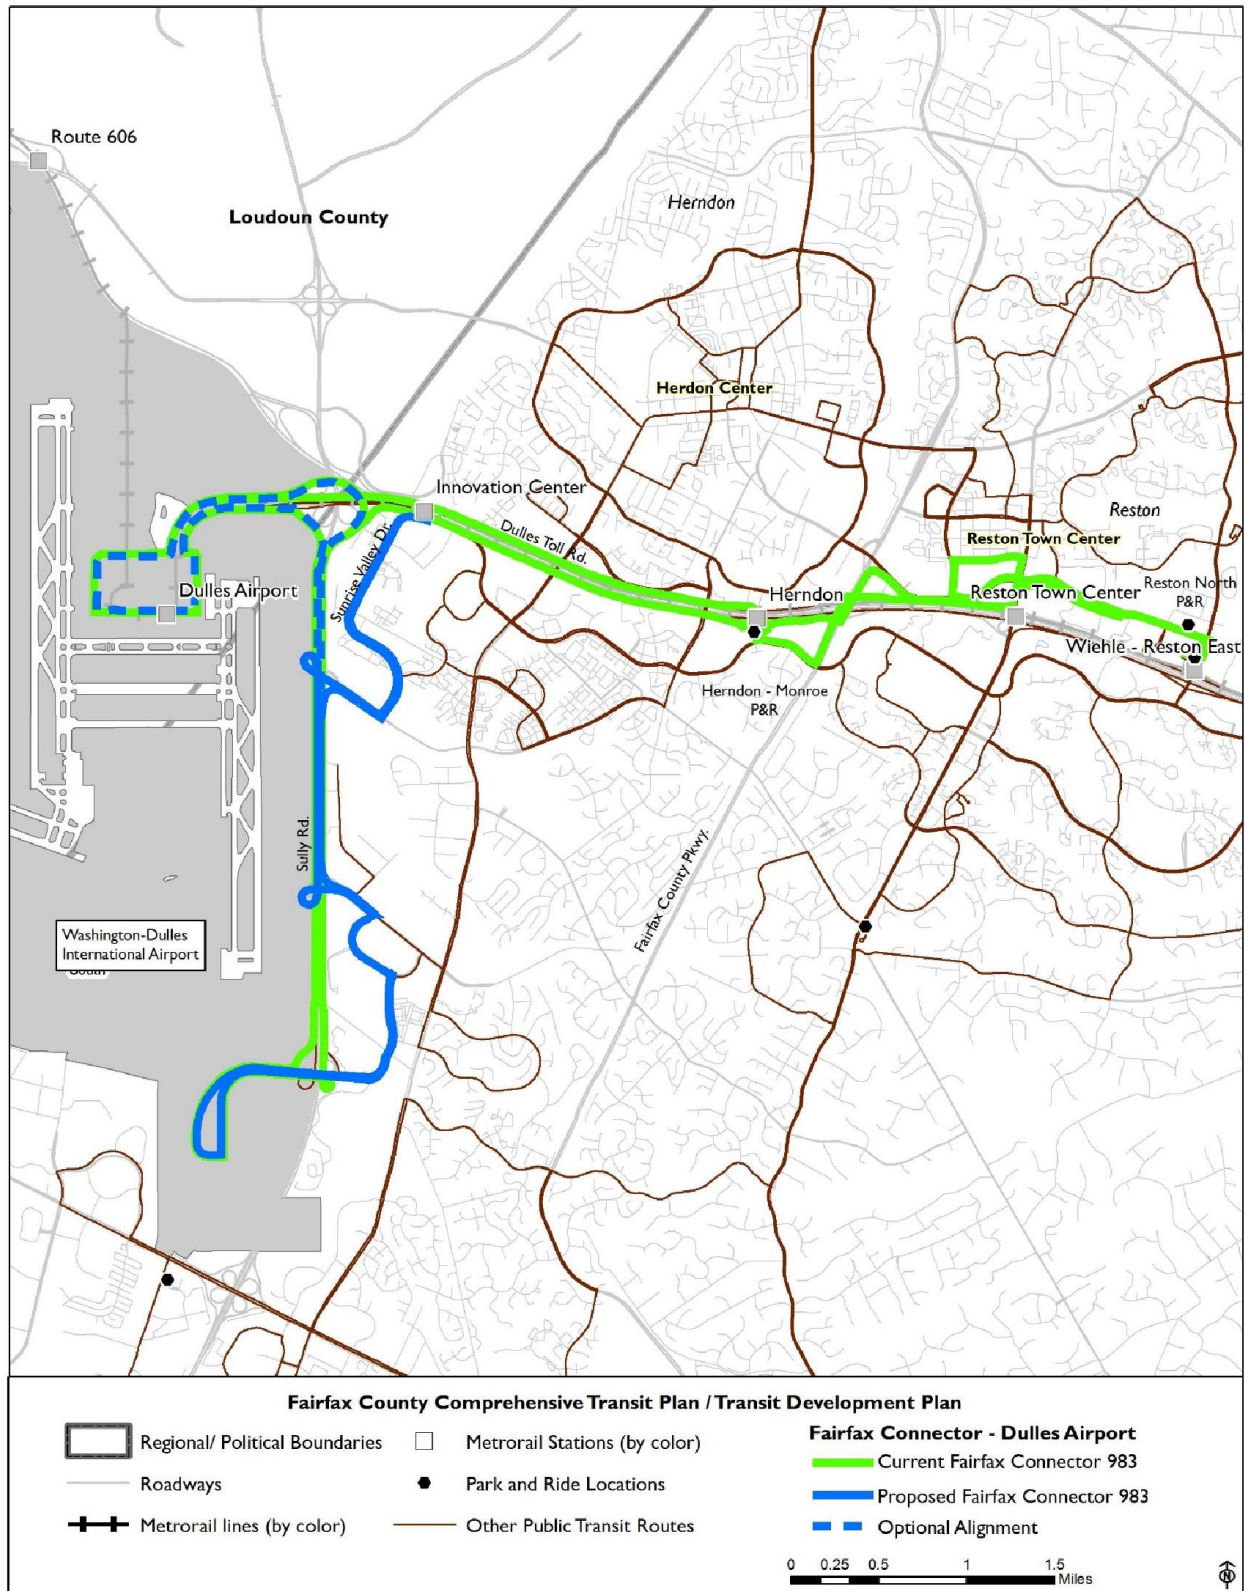 Route 606
Loudoun County
Herndon
Herdon Center
Innovation Center
Dulles Toll Rd.
Sunrise Valley Dr.
Reston
Reston Town Center
Dulles Airport
Herndon
Reston Town Center
Reston North
P&R
Wiehle - Reston East
Herndon - Monroe
P&R
Sully Rd.
Fairfax County Pkwy.
Washington-Dulles
International Airport
Fairfax County Comprehensive Transit Plan / Transit Development Plan
Regional/ Political Boundaries
Roadways
Metrorail lines (by color)
Metrorail Stations (by color)
Park and Ride Locations
Other Public Transit Routes
Fairfax Connector - Dulles Airport
Current Fairfax Connector 983
Proposed Fairfax Connector 983
Optional Alignment
0 0.25 0.5 1 1.5
Miles
N